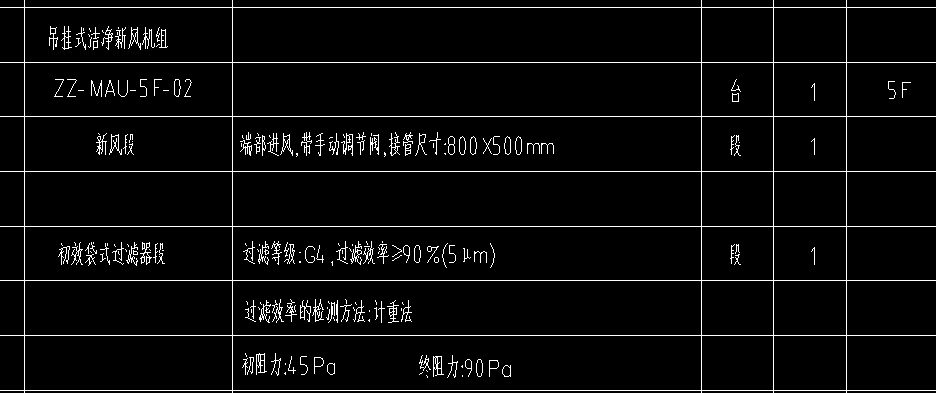 吊挂式洁净新风机组
ZZ-MAU-5F-02 台 1 5F
新风段 端部进风,带手动调节阀,接管尺寸:800X500mm 段 1
初效袋式过滤器段 过滤等级:G4,过滤效率≥90%(5μm) 段 1
过滤效率的检测方法:计重法
初阻力:45Pa 终阻力:90Pa